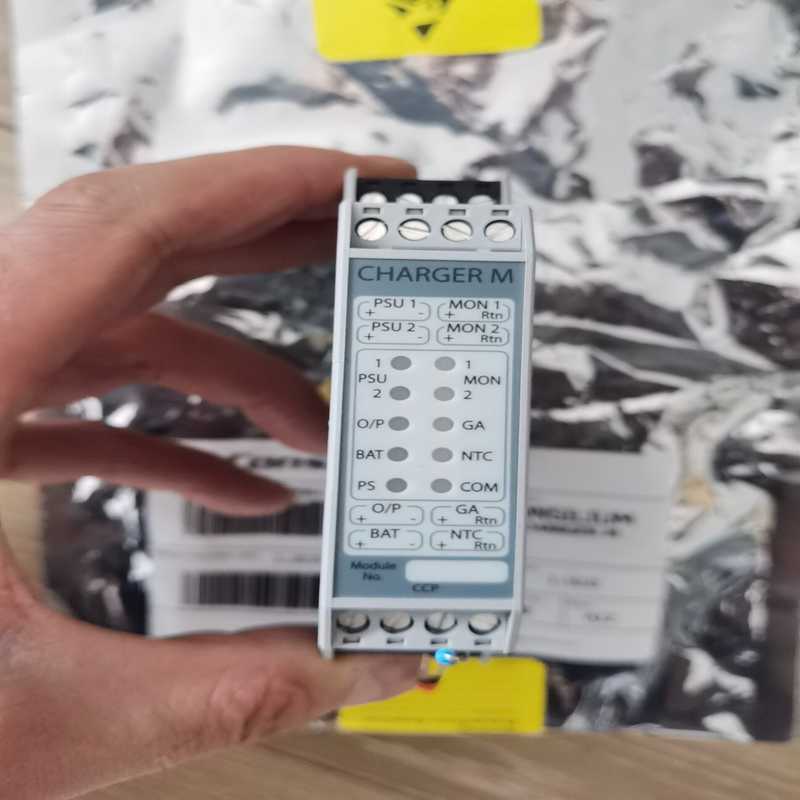 CHARGER M
PSU 1 MON 1
+ - + Rtn
PSU 2 MON 2
+ - + Rtn
1 1
PSU MON
2 2
O/P GA
BAT NTC
PS COM
O/P GA
+ - + Rtn
BAT NTC
+ - + Rtn
Module
No.
CCP